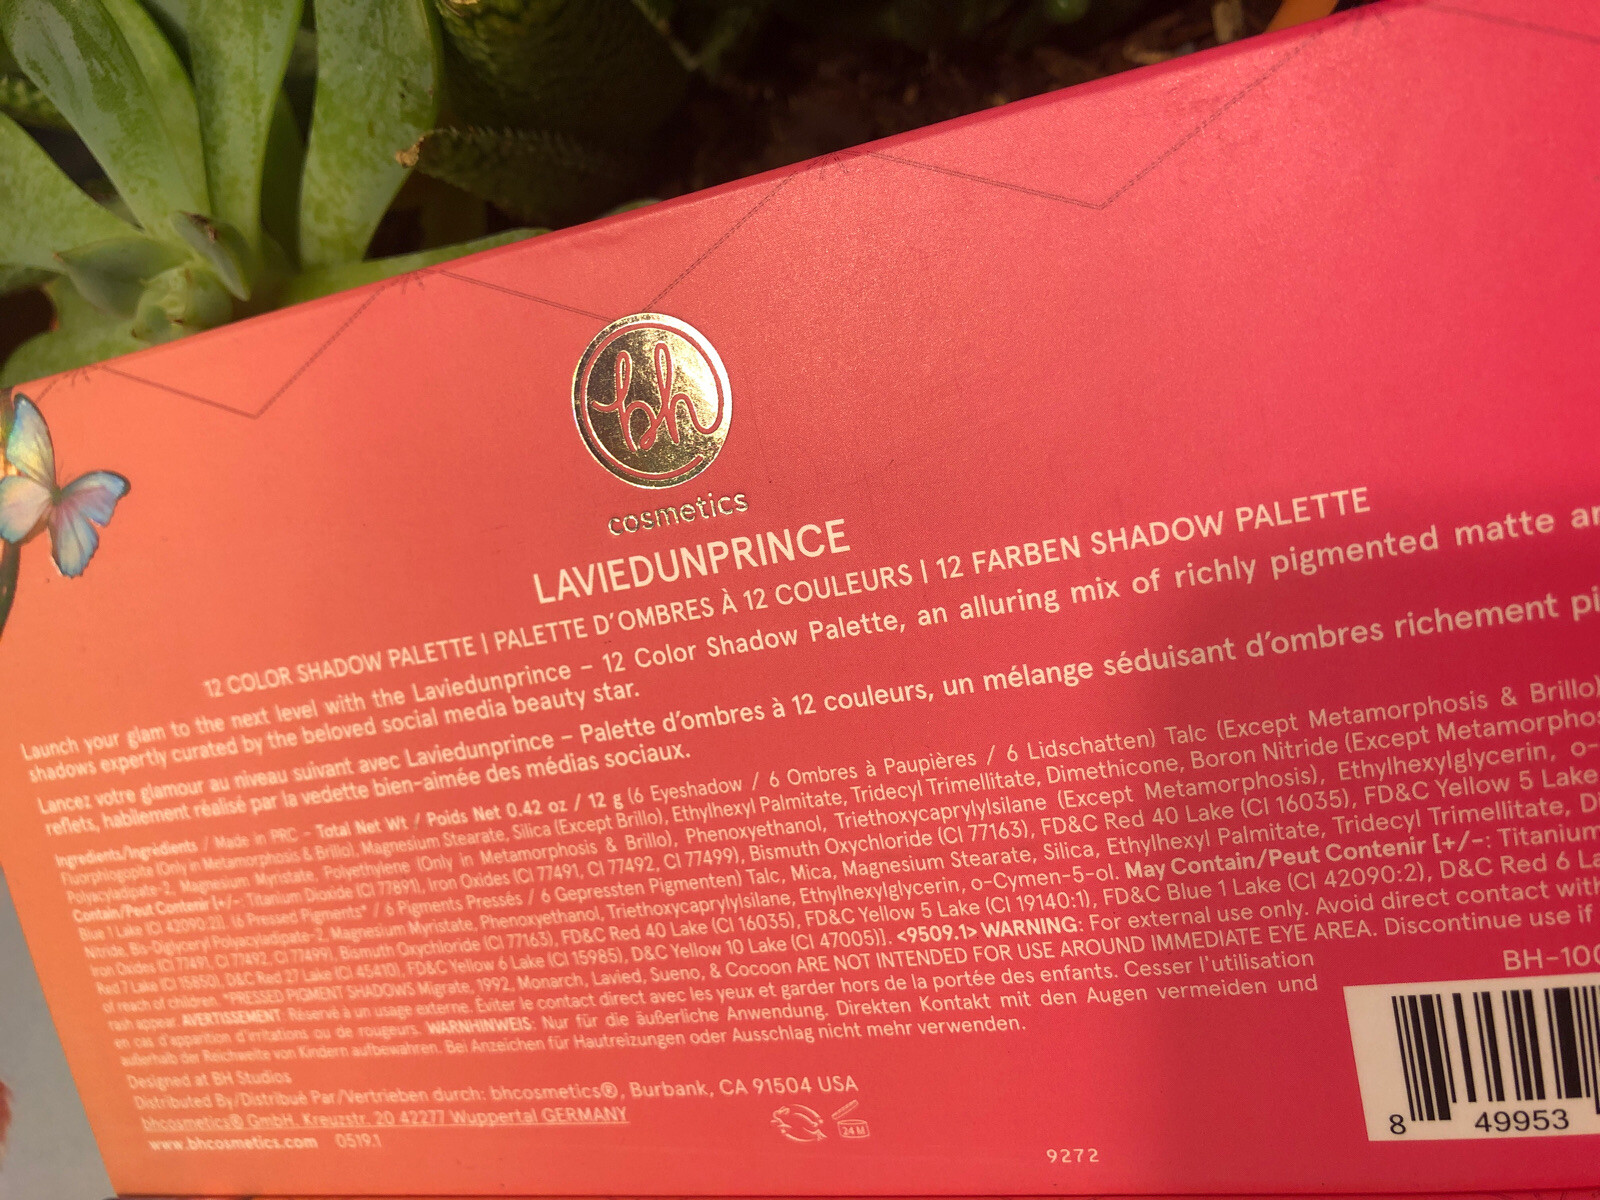 bh
cosmetics
LAVIEDUNPRINCE
12 COLOR SHADOW PALETTE | PALETTE D'OMBRES À 12 COULEURS | 12 FARBEN SHADOW PALETTE
Launch your glam to the next level with the Laviedunprince – 12 Color Shadow Palette, an alluring mix of richly pigmented matte
shadows expertly curated by the beloved social media beauty star.
Lancez votre glamour au niveau suivant avec Laviedunprince – Palette d'ombres à 12 couleurs, un mélange séduisant d'ombres richement
reflets, habilement réalisé par la vedette bien-aimée des médias sociaux.
Ingredients/Ingrédients / Made in PRC – Total Net Wt / Poids Net 0.42 oz / 12 g (6 Eyeshadow / 6 Ombres à Paupières / 6 Lidschatten) Talc (Except Metamorphosis & Brillo)
Fluorphlogopite (Only in Metamorphosis & Brillo), Magnesium Stearate, Silica (Except Brillo), Ethylhexyl Palmitate, Tridecyl Trimellitate, Dimethicone, Boron Nitride (Except
Polyacyladipate-2, Magnesium Myristate, Polyethylene (Only in Metamorphosis & Brillo), Phenoxyethanol, Triethoxycaprylylsilane (Except Metamorphosis), Ethylhexylglycerin, o-
Contain/Peut Contenir [+/-: Titanium Dioxide (CI 77891), Iron Oxides (CI 77491, CI 77492, CI 77499), Bismuth Oxychloride (CI 77163), FD&C Red 40 Lake (CI 16035), FD&C Yellow 5 Lake
Blue 1 Lake (CI 42090:2)]. (6 Pressed Pigments* / 6 Pigments Pressés / 6 Gepressten Pigmenten) Talc, Mica, Magnesium Stearate, Silica, Ethylhexyl Palmitate, Tridecyl Trimellitate,
Nitride, Bis-Diglyceryl Polyacyladipate-2, Magnesium Myristate, Phenoxyethanol, Triethoxycaprylylsilane, Ethylhexylglycerin, o-Cymen-5-ol. May Contain/Peut Contenir [+/-: Titanium
Iron Oxides (CI 77491, CI 77492, CI 77499), Bismuth Oxychloride (CI 77163), FD&C Red 40 Lake (CI 16035), FD&C Yellow 5 Lake (CI 19140:1), FD&C Blue 1 Lake (CI 42090:2), D&C Red 6
Red 7 Lake (CI 15850), D&C Red 27 Lake (CI 45410), FD&C Yellow 6 Lake (CI 15985), D&C Yellow 10 Lake (CI 47005)]. <9509.1> WARNING: For external use only. Avoid direct contact with
of reach of children. *PRESSED PIGMENT SHADOWS Migrate, 1992, Monarch, Lavied, Sueno, & Cocoon ARE NOT INTENDED FOR USE AROUND IMMEDIATE EYE AREA. Discontinue use if
rash appear. AVERTISSEMENT: Réservé à un usage externe. Éviter le contact direct avec les yeux et garder hors de la portée des enfants. Cesser l'utilisation
en cas d'apparition d'irritations ou de rougeurs. WARNHINWEIS: Nur für die äußerliche Anwendung. Direkten Kontakt mit den Augen vermeiden und
außerhalb der Reichweite von Kindern aufbewahren. Bei Anzeichen für Hautreizungen oder Ausschlag nicht mehr verwenden.
Designed at BH Studios
Distributed By/Distribué Par/Vertrieben durch: bhcosmetics®, Burbank, CA 91504 USA
bhcosmetics® GmbH. Kreuzstr. 20 42277 Wuppertal GERMANY
www.bhcosmetics.com 0519.1
24 M
9272
BH-100
8 49953